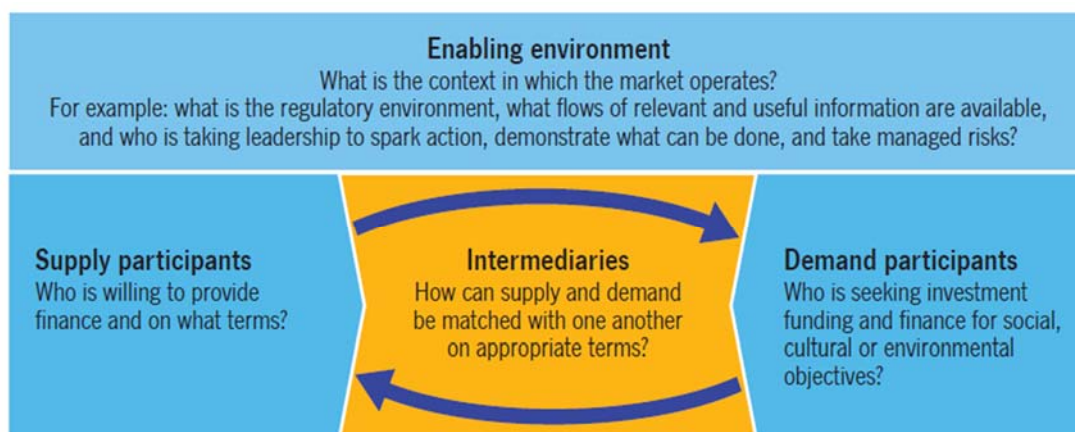 Enabling environment
What is the context in which the market operates?
For example: what is the regulatory environment, what flows of relevant and useful information are available,
and who is taking leadership to spark action, demonstrate what can be done, and take managed risks?
Supply participants
Who is willing to provide
finance and on what terms?
Intermediaries
How can supply and demand
be matched with one another
on appropriate terms?
Demand participants
Who is seeking investment
funding and finance for social,
cultural or environmental
objectives?